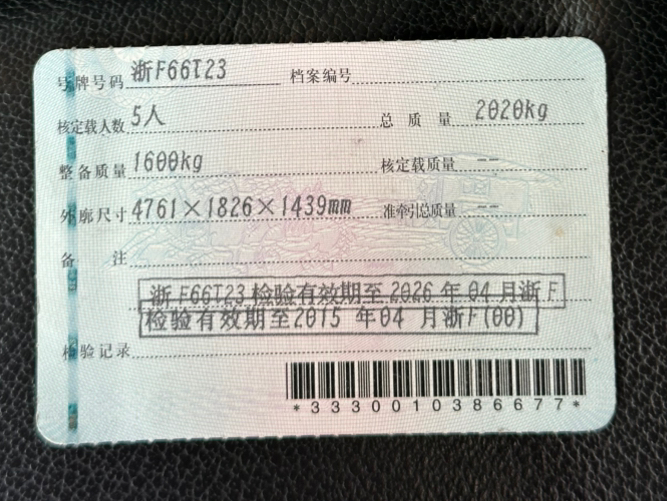 号牌号码 浙F66T23 档案编号
核定载人数 5人 总质量 2020kg
整备质量 1600kg 核定载质量 --
外廓尺寸 4761×1826×1439mm 准牵引总质量 --
备注
浙F66T23 检验有效期至2026年04月浙F
检验有效期至2015年04月浙F(00)
检验记录
*3330010386677*